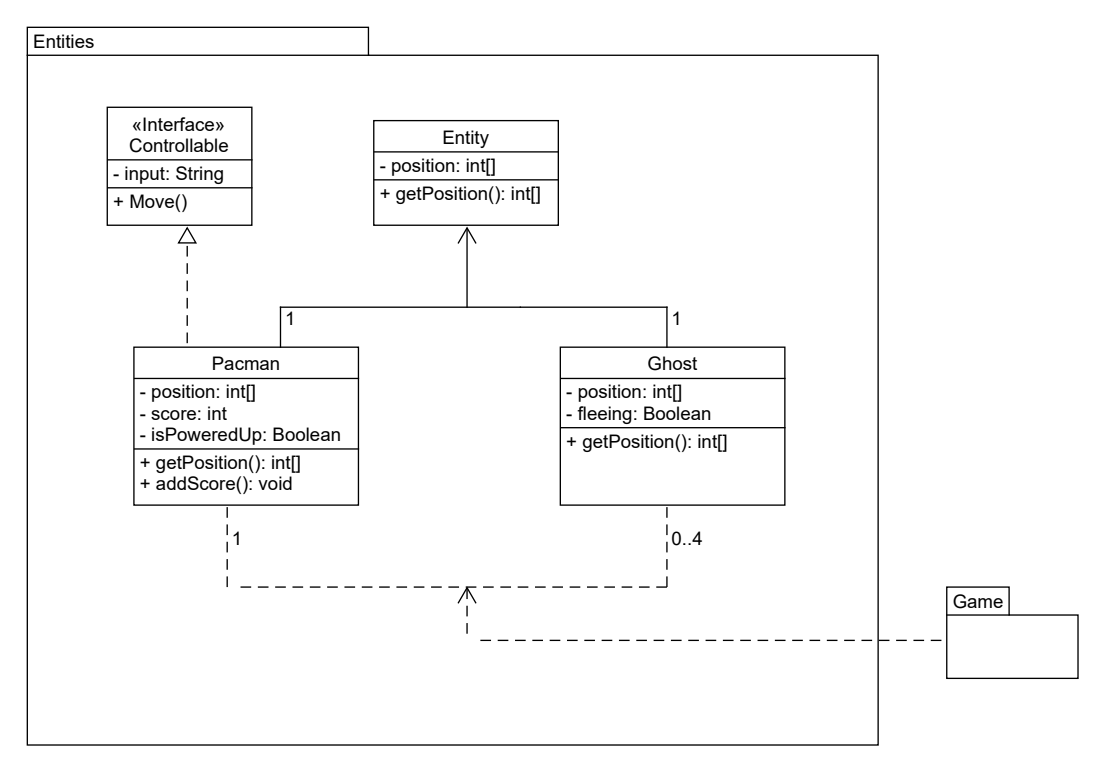 Entities
«Interface»
Controllable
- input: String
+ Move()
Entity
- position: int[]
+ getPosition(): int[]
1
1
Pacman
- position: int[]
- score: int
- isPoweredUp: Boolean
+ getPosition(): int[]
+ addScore(): void
Ghost
- position: int[]
- fleeing: Boolean
+ getPosition(): int[]
1
0..4
Game